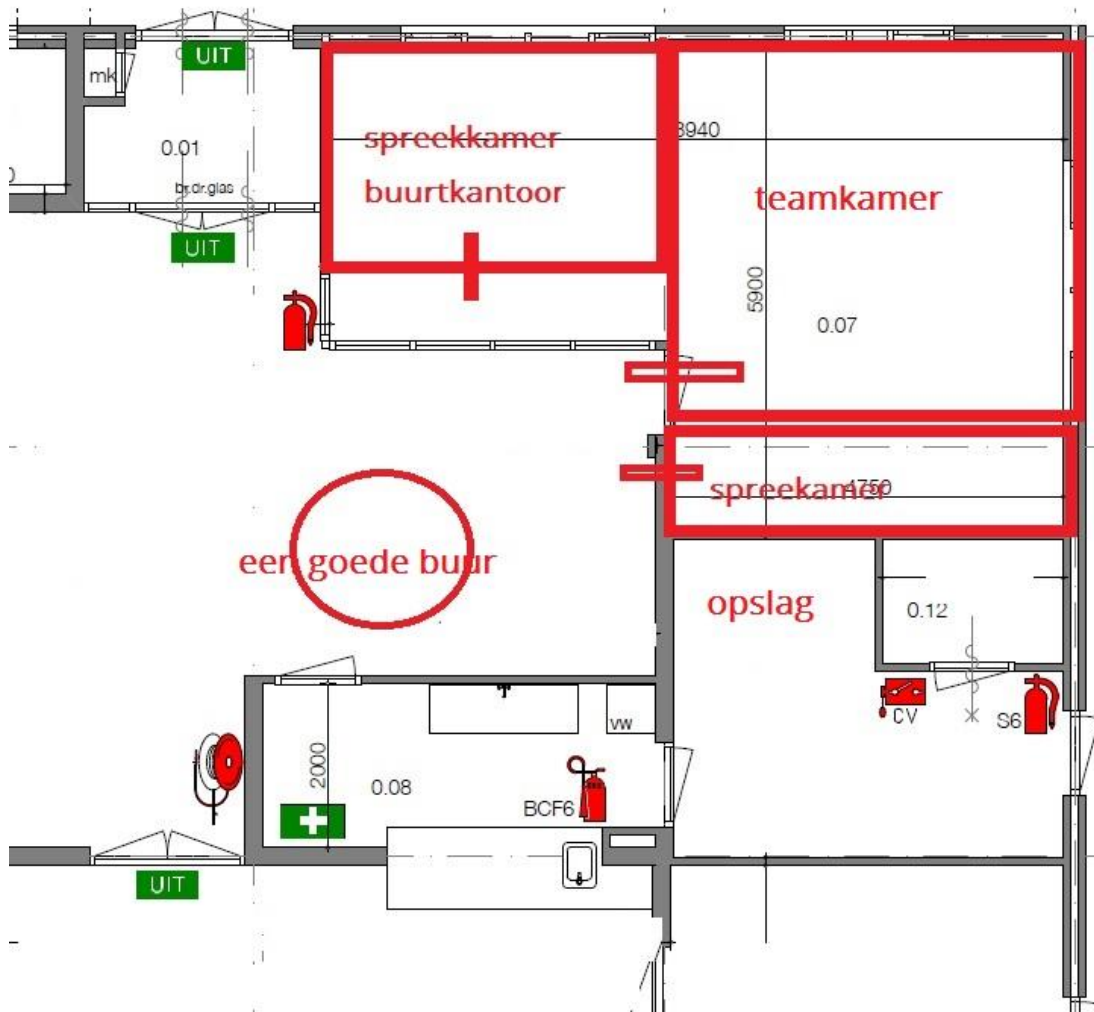 UIT
mk
0.01
br.dr.glas
UIT
spreekkamer
buurtkantoor
3940
teamkamer
5900
0.07
4750
spreekamer
een goede buur
opslag
0.12
CV
S6
vw
2000
0.08
BCF6
UIT